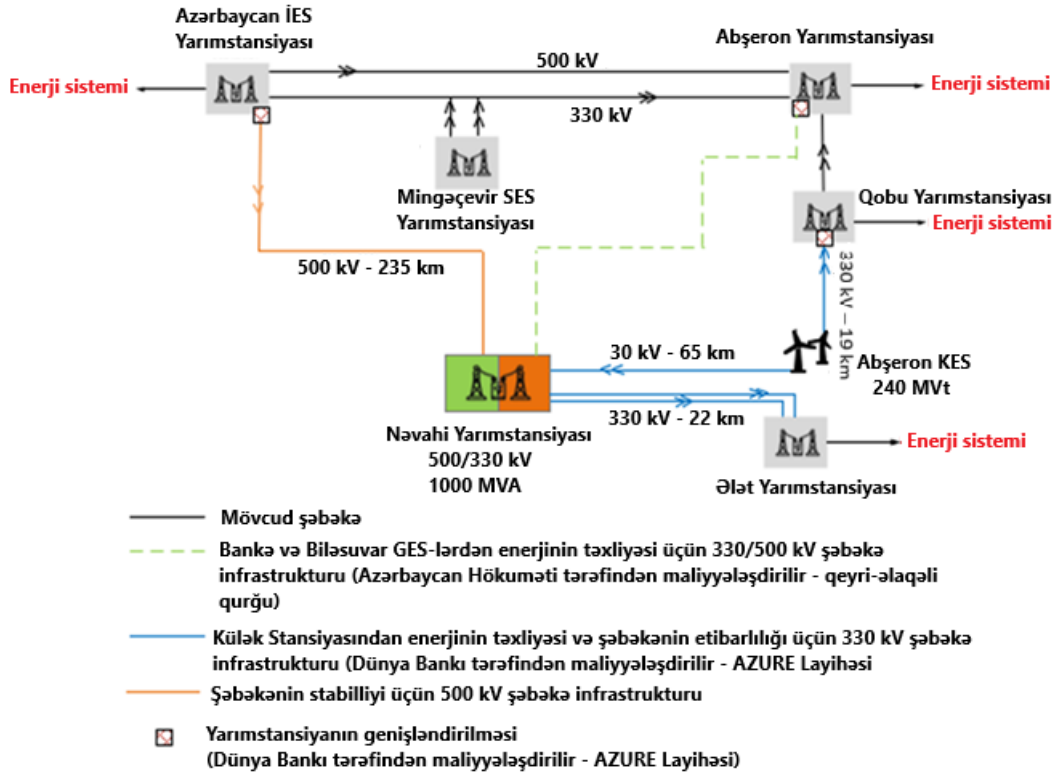 Azərbaycan İES
Yarımstansiyası
Abşeron Yarımstansiyası
500 kV
Enerji sistemi
Enerji sistemi
330 kV
Mingəçevir SES
Yarımstansiyası
Qobu Yarımstansiyası
Enerji sistemi
500 kV - 235 km
330 kV – 19 km
30 kV - 65 km
Abşeron KES
240 MVt
330 kV - 22 km
Nəvahi Yarımstansiyası
500/330 kV
1000 MVA
Enerji sistemi
Ələt Yarımstansiyası
Mövcud şəbəkə
Bankə və Biləsuvar GES-lərdən enerjinin təxliyəsi üçün 330/500 kV şəbəkə
infrastrukturu (Azərbaycan Hökuməti tərəfindən maliyyələşdirilir - qeyri-əlaqəli
qurğu)
Külək Stansiyasından enerjinin təxliyəsi və şəbəkənin etibarlılığı üçün 330 kV şəbəkə
infrastrukturu (Dünya Bankı tərəfindən maliyyələşdirilir - AZURE Layihəsi
Şəbəkənin stabilliyi üçün 500 kV şəbəkə infrastrukturu
Yarımstansiyanın genişləndirilməsi
(Dünya Bankı tərəfindən maliyyələşdirilir - AZURE Layihəsi)